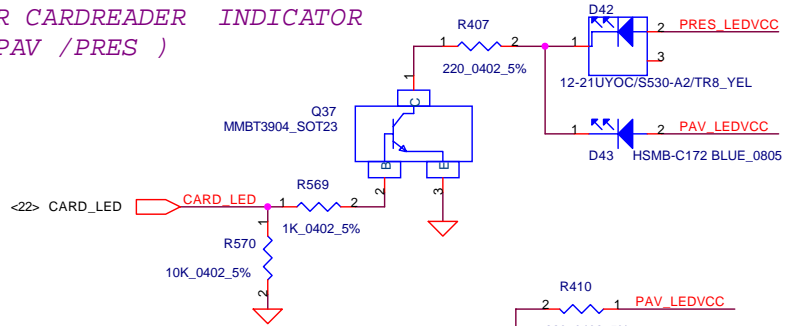 R CARDREADER INDICATOR
PAV /PRES )
R407
1 2
220_0402_5%
D42
1 2 PRES_LEDVCC
3
12-21UYOC/S530-A2/TR8_YEL
1 2 PAV_LEDVCC
D43 HSMB-C172 BLUE_0805
Q37
MMBT3904_SOT23
1
C
B E
2 3
<22> CARD_LED CARD_LED
R569
1 2
1K_0402_5%
R570
1
10K_0402_5%
2
R410
2 1 PAV_LEDVCC